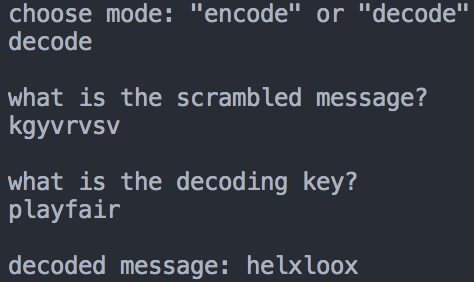 choose mode: "encode" or "decode"
decode
what is the scrambled message?
kgyvrvsv
what is the decoding key?
playfair
decoded message: helxloox